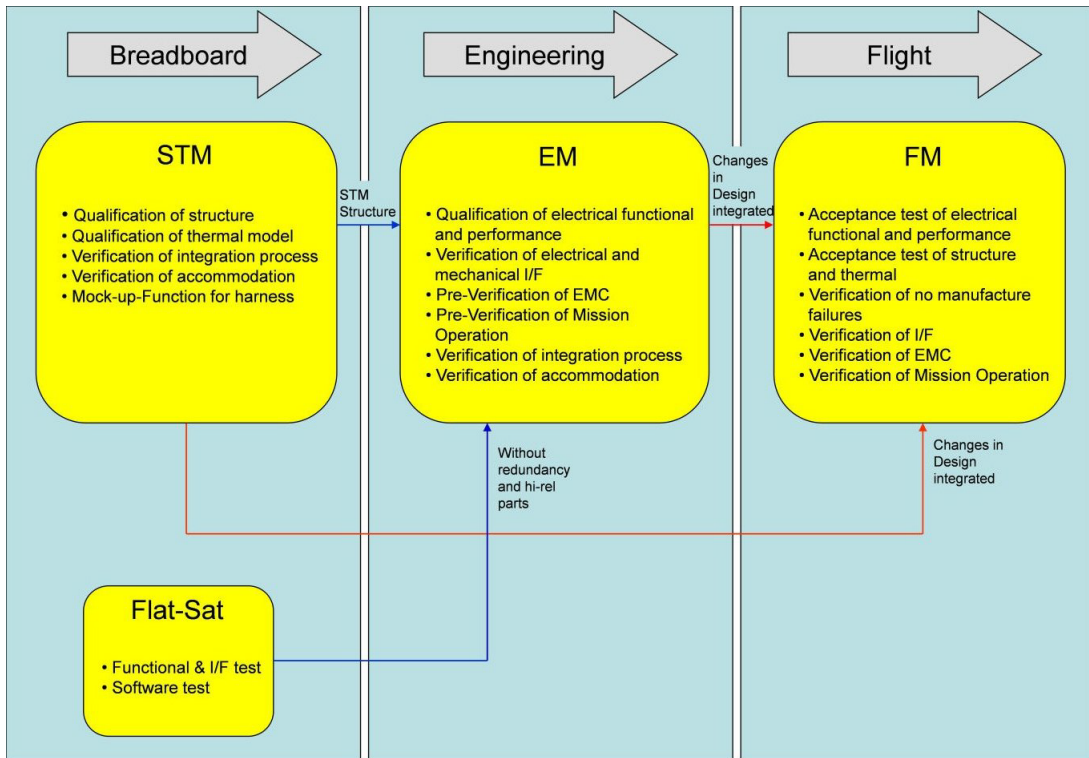 Breadboard
Engineering
Flight
STM
• Qualification of structure
• Qualification of thermal model
• Verification of integration process
• Verification of accommodation
• Mock-up-Function for harness
STM
Structure
EM
• Qualification of electrical functional
and performance
• Verification of electrical and
mechanical I/F
• Pre-Verification of EMC
• Pre-Verification of Mission
Operation
• Verification of integration process
• Verification of accommodation
Changes
in
Design
integrated
FM
• Acceptance test of electrical
functional and performance
• Acceptance test of structure
and thermal
• Verification of no manufacture
failures
• Verification of I/F
• Verification of EMC
• Verification of Mission Operation
Without
redundancy
and hi-rel
parts
Changes in
Design
integrated
Flat-Sat
• Functional & I/F test
• Software test